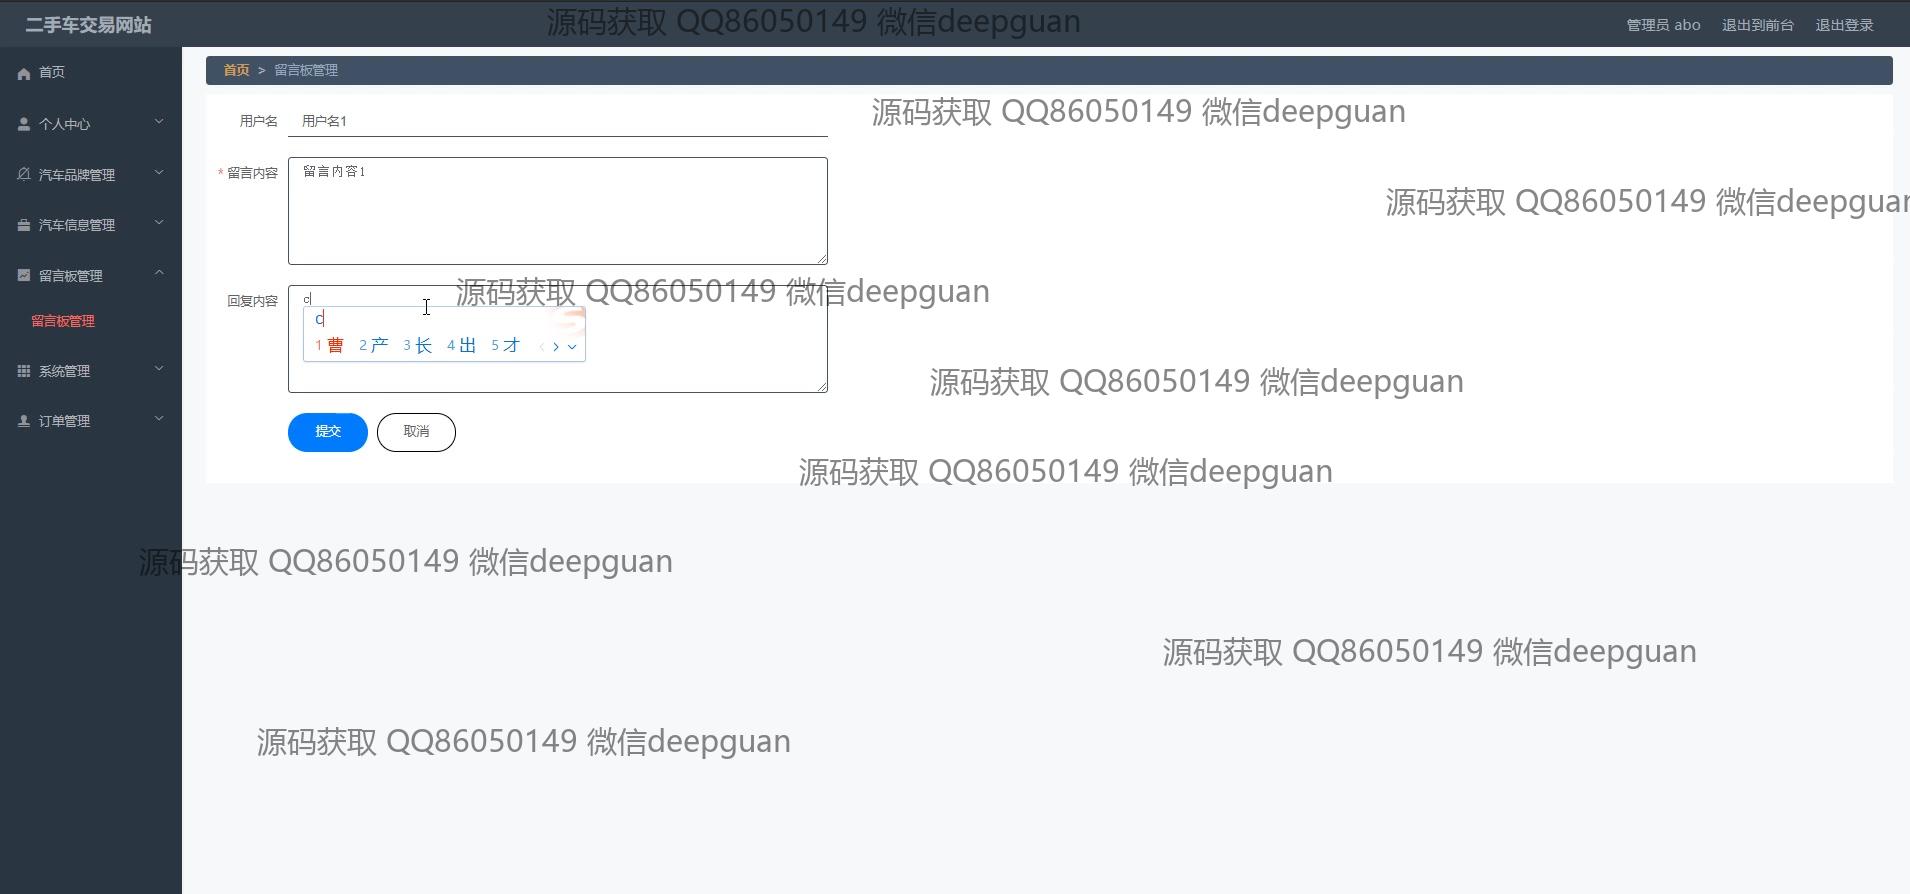 二手车交易网站
源码获取 QQ86050149 微信deepguan
管理员 abo 退出到前台 退出登录
首页
首页 > 留言板管理
用户名 用户名1
源码获取 QQ86050149 微信deepguan
个人中心
* 留言内容 留言内容1
汽车品牌管理
源码获取 QQ86050149 微信deepguan
汽车信息管理
留言板管理
源码获取 QQ86050149 微信deepguan
回复内容 c
c
留言板管理
1 曹 2 产 3 长 4 出 5 才
系统管理
源码获取 QQ86050149 微信deepguan
订单管理
提交 取消
源码获取 QQ86050149 微信deepguan
源码获取 QQ86050149 微信deepguan
源码获取 QQ86050149 微信deepguan
源码获取 QQ86050149 微信deepguan